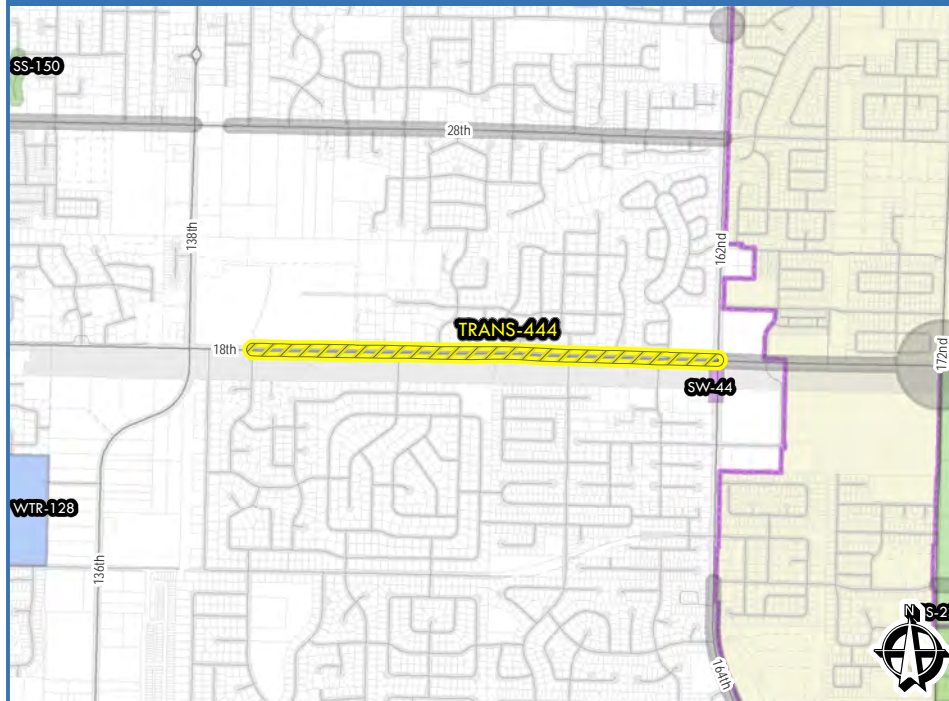 SS-150
28th
138th
162nd
TRANS-444
18th
172nd
SW-44
WTR-128
136th
N
S-2
164th